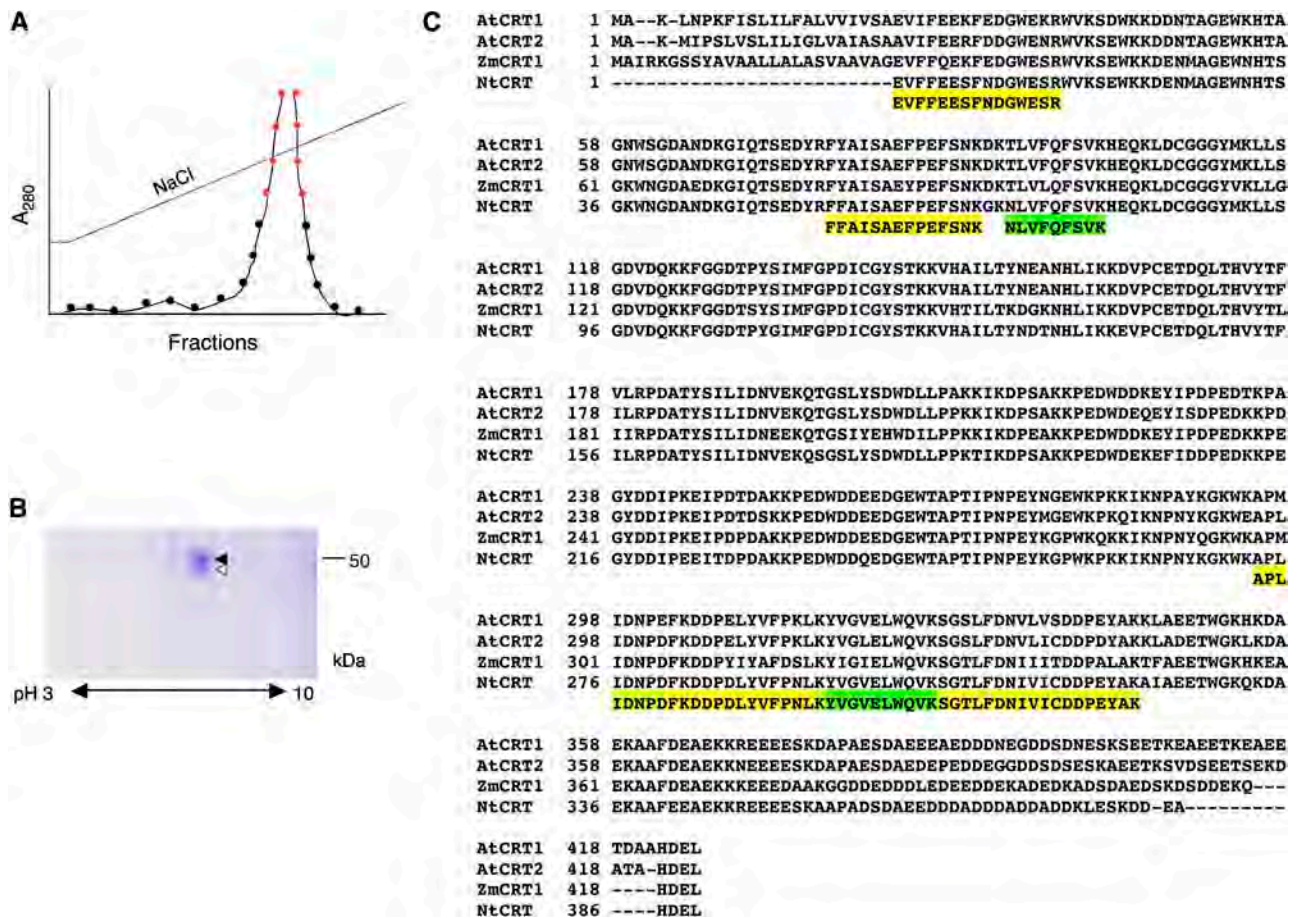 A
A280
NaCl
Fractions
B
50
kDa
pH 3
10
C
AtCRT1 1 MA--K-LNPKFISLILFALVVIVSAEVIFEEKFEDGWEKRWVKSDWKKDDNTAGEWKHTA
AtCRT2 1 MA--K-MIPSLVSLILIGLVAIASAAVIFEERFDDGWENRWVKSEWKKDDNTAGEWKHTA
ZmCRT1 1 MAIRKGSSYAVAALLALASVAAVAGEVFFQEKFEDGWESRWVKSEWKKDENMAGEWNHTS
NtCRT 1 ----------------------EVFFEESFNDGWESRWVKSEWKKDENMAGEWNHTS
EVFFEESFNDGWESR
AtCRT1 58 GNWSGDANDKGIQTSEDYRFYAISAEFPEFSNKDKTLVFQFSVKHEQKLDCGGGYMKLLS
AtCRT2 58 GNWSGDANDKGIQTSEDYRFYAISAEFPEFSNKDKTLVFQFSVKHEQKLDCGGGYMKLLS
ZmCRT1 61 GKWNGDAEDKGIQTSEDYRFYAISAEYPEFSNKDKTLVLQFSVKHEQKLDCGGGYVKLLG
NtCRT 36 GKWNGDANDKGIQTSEDYRFFAISAEFPEFSNKGKNLVFQFSVKHEQKLDCGGGYMKLLS
FFAISAEFPEFSNK NLVFQFSVK
AtCRT1 118 GDVDQKKFGGDTPYSIMFGPDICGYSTKKVHAILTYNEANHLIKKDVPCETDQLTHVYTF
AtCRT2 118 GDVDQKKFGGDTPYSIMFGPDICGYSTKKVHAILTYNEANHLIKKDVPCETDQLTHVYTF
ZmCRT1 121 GDVDQKKFGGDTSYSIMFGPDICGYSTKKVHTILTKDGKNHLIKKDVPCETDQLTHVYTL
NtCRT 96 GDVDQKKFGGDTPYGIMFGPDICGYSTKKVHAILTYNDTNHLIKKEVPCETDQLTHVYTF
AtCRT1 178 VLRPDATYSILIDNVEKQTGSLYSDWDLLPAKKIKDPSAKKPEDWDDKEYIPDPEDTKPA
AtCRT2 178 ILRPDATYSILIDNVEKQTGSLYSDWDLLPPKKIKDPSAKKPEDWDEQEYISDPEDKKPD
ZmCRT1 181 IIRPDATYSILIDNEEKQTGSIYEHWDILPPKKIKDPEAKKPEDWDDKEYIPDPEDKKPE
NtCRT 156 ILRPDATYSILIDNVEKQSGSLYSDWDLLPPKTIKDPSAKKPEDWDEKEFIDDPEDKKPE
AtCRT1 238 GYDDIPKEIPDTDAKKPEDWDDEEDGEWTAPTIPNPEYNGEWKPKKIKNPAYKGKWKAPM
AtCRT2 238 GYDDIPKEIPDTDSKKPEDWDDEEDGEWTAPTIPNPEYMGEWKPKQIKNPNYKGKWEAPL
ZmCRT1 241 GYDDIPKEIPDPDAKKPEDWDDEEDGEWTAPTIPNPEYKGPWKQKKIKNPNYQGKWKAPM
NtCRT 216 GYDDIPEEITDPDAKKPEDWDDQEDGEWTAPTIPNPEYKGPWKPKKIKNPNYKGKWKAPL
APL
AtCRT1 298 IDNPEFKDDPELYVFPKLKYVGVELWQVKSGSLFDNVLVSDDPEYAKKLAEETWGKHKDA
AtCRT2 298 IDNPDFKDDPELYVFPKLKYVGLELWQVKSGSLFDNVLICDDPDYAKKLADETWGKLKDA
ZmCRT1 301 IDNPDFKDDPYIYAFDSLKYIGIELWQVKSGTLFDNIIITDDPALAKTFAEETWGKHKEA
NtCRT 276 IDNPDFKDDPDLYVFPNLKYVGVELWQVKSGTLFDNIVICDDPEYAKAIAEETWGKQKDA
IDNPDFKDDPDLYVFPNLKYVGVELWQVKSGTLFDNIVICDDPEYAK
AtCRT1 358 EKAAFDEAEKKREEEESKDAPAESDAEEEAEDDDNEGDDSDNESKSEETKEAEETKEAEE
AtCRT2 358 EKAAFDEAEKKNEEEESKDAPAESDAEDEPEDDEGGDDSDSESKAEETKSVDSEETSEKD
ZmCRT1 361 EKAAFDEAEKKKEEEDAAKGGDDEDDDLEDEEDDEKADEDKADSDAEDSKDSDDEKQ---
NtCRT 336 EKAAFEEAEKKREEEESKAAPADSDAEEDDDADDDADDADDKLESKDD-EA---------
AtCRT1 418 TDAAHDEL
AtCRT2 418 ATA-HDEL
ZmCRT1 418 ----HDEL
NtCRT 386 ----HDEL